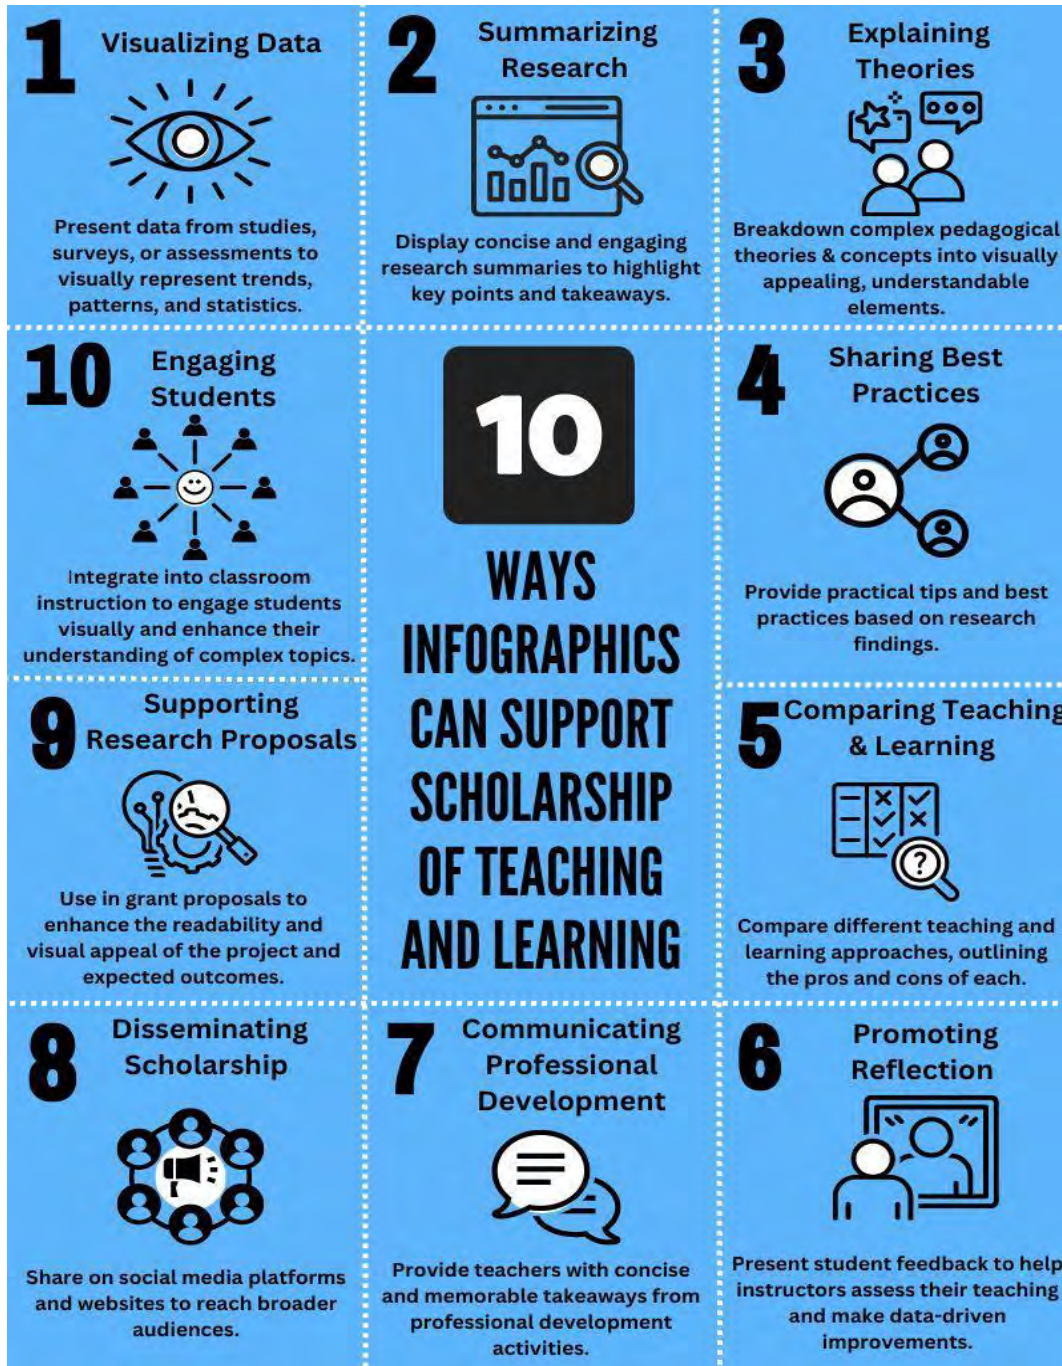 1
Visualizing Data
Present data from studies,
surveys, or assessments to
visually represent trends,
patterns, and statistics.
2
Summarizing
Research
Display concise and engaging
research summaries to highlight
key points and takeaways.
3
Explaining
Theories
Breakdown complex pedagogical
theories & concepts into visually
appealing, understandable
elements.
10
WAYS
INFOGRAPHICS
CAN SUPPORT
SCHOLARSHIP
OF TEACHING
AND LEARNING
4
Sharing Best
Practices
Provide practical tips and best
practices based on research
findings.
5
Comparing Teaching
& Learning
?
Compare different teaching and
learning approaches, outlining
the pros and cons of each.
6
Promoting
Reflection
Present student feedback to help
instructors assess their teaching
and make data-driven
improvements.
7
Communicating
Professional
Development
Provide teachers with concise
and memorable takeaways from
professional development
activities.
8
Disseminating
Scholarship
Share on social media platforms
and websites to reach broader
audiences.
9
Supporting
Research Proposals
Use in grant proposals to
enhance the readability and
visual appeal of the project and
expected outcomes.
10
Engaging
Students
Integrate into classroom
instruction to engage students
visually and enhance their
understanding of complex topics.